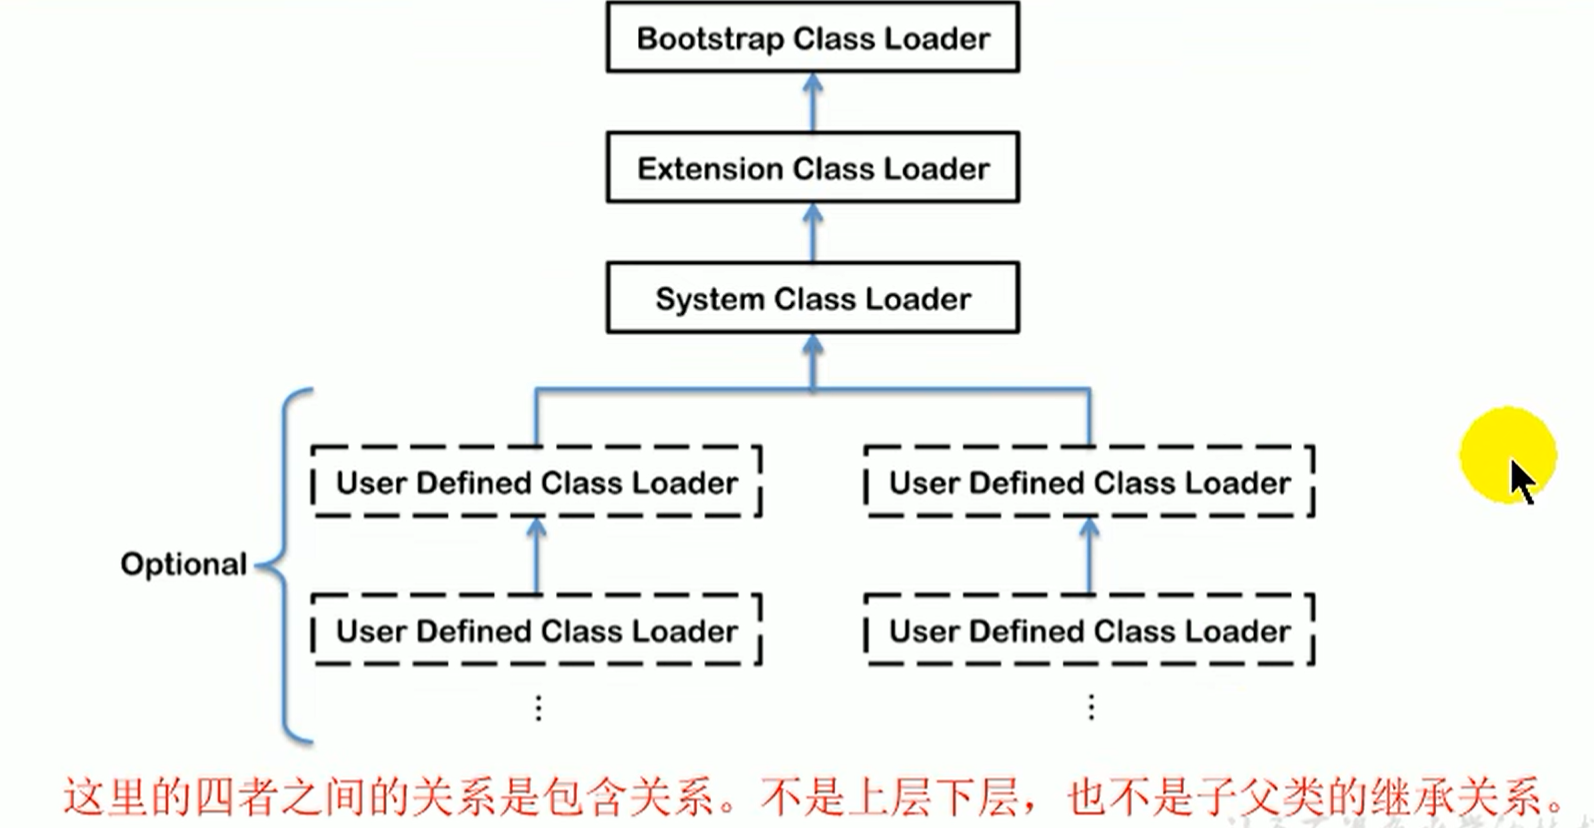 Bootstrap Class Loader
Extension Class Loader
System Class Loader
User Defined Class Loader
User Defined Class Loader
Optional
User Defined Class Loader
User Defined Class Loader
这里的四者之间的关系是包含关系。不是上层下层，也不是子父类的继承关系。